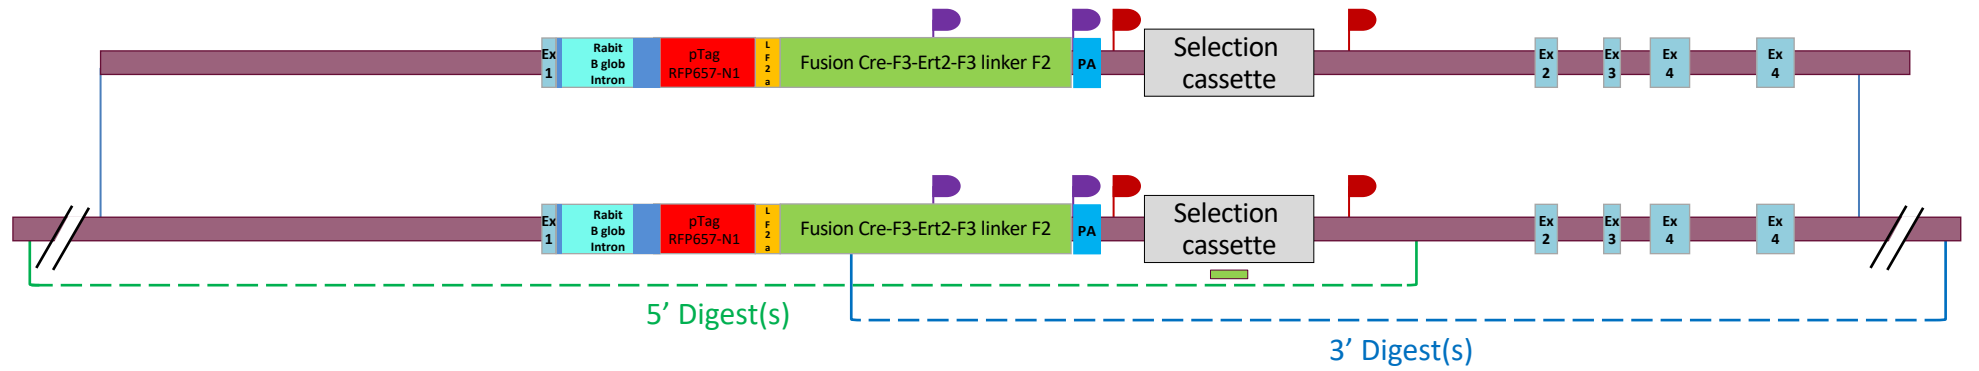 Ex
1
Rabit
B glob
Intron
pTag
RFP657-N1
L
F
2
a
Fusion Cre-F3-Ert2-F3 linker F2
PA
Selection
cassette
Ex
2
Ex
3
Ex
4
Ex
4
Ex
1
Rabit
B glob
Intron
pTag
RFP657-N1
L
F
2
a
Fusion Cre-F3-Ert2-F3 linker F2
PA
Selection
cassette
Ex
2
Ex
3
Ex
4
Ex
4
5’ Digest(s)
3’ Digest(s)